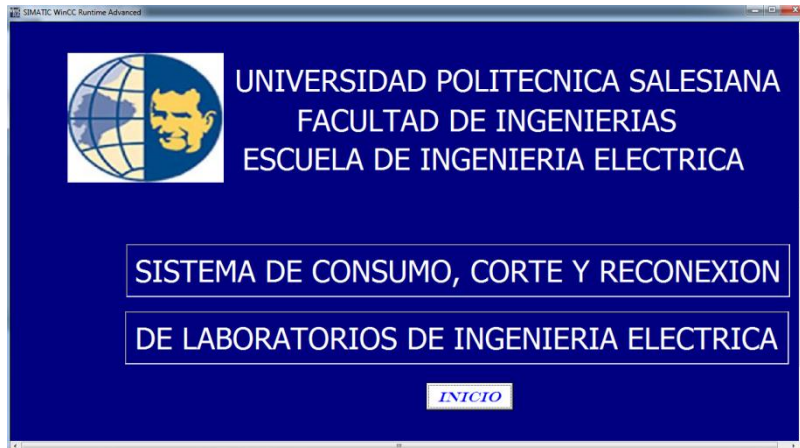 SIMATIC WinCC Runtime Advanced
UNIVERSIDAD POLITECNICA SALESIANA
FACULTAD DE INGENIERIAS
ESCUELA DE INGENIERIA ELECTRICA
SISTEMA DE CONSUMO, CORTE Y RECONEXION
DE LABORATORIOS DE INGENIERIA ELECTRICA
INICIO